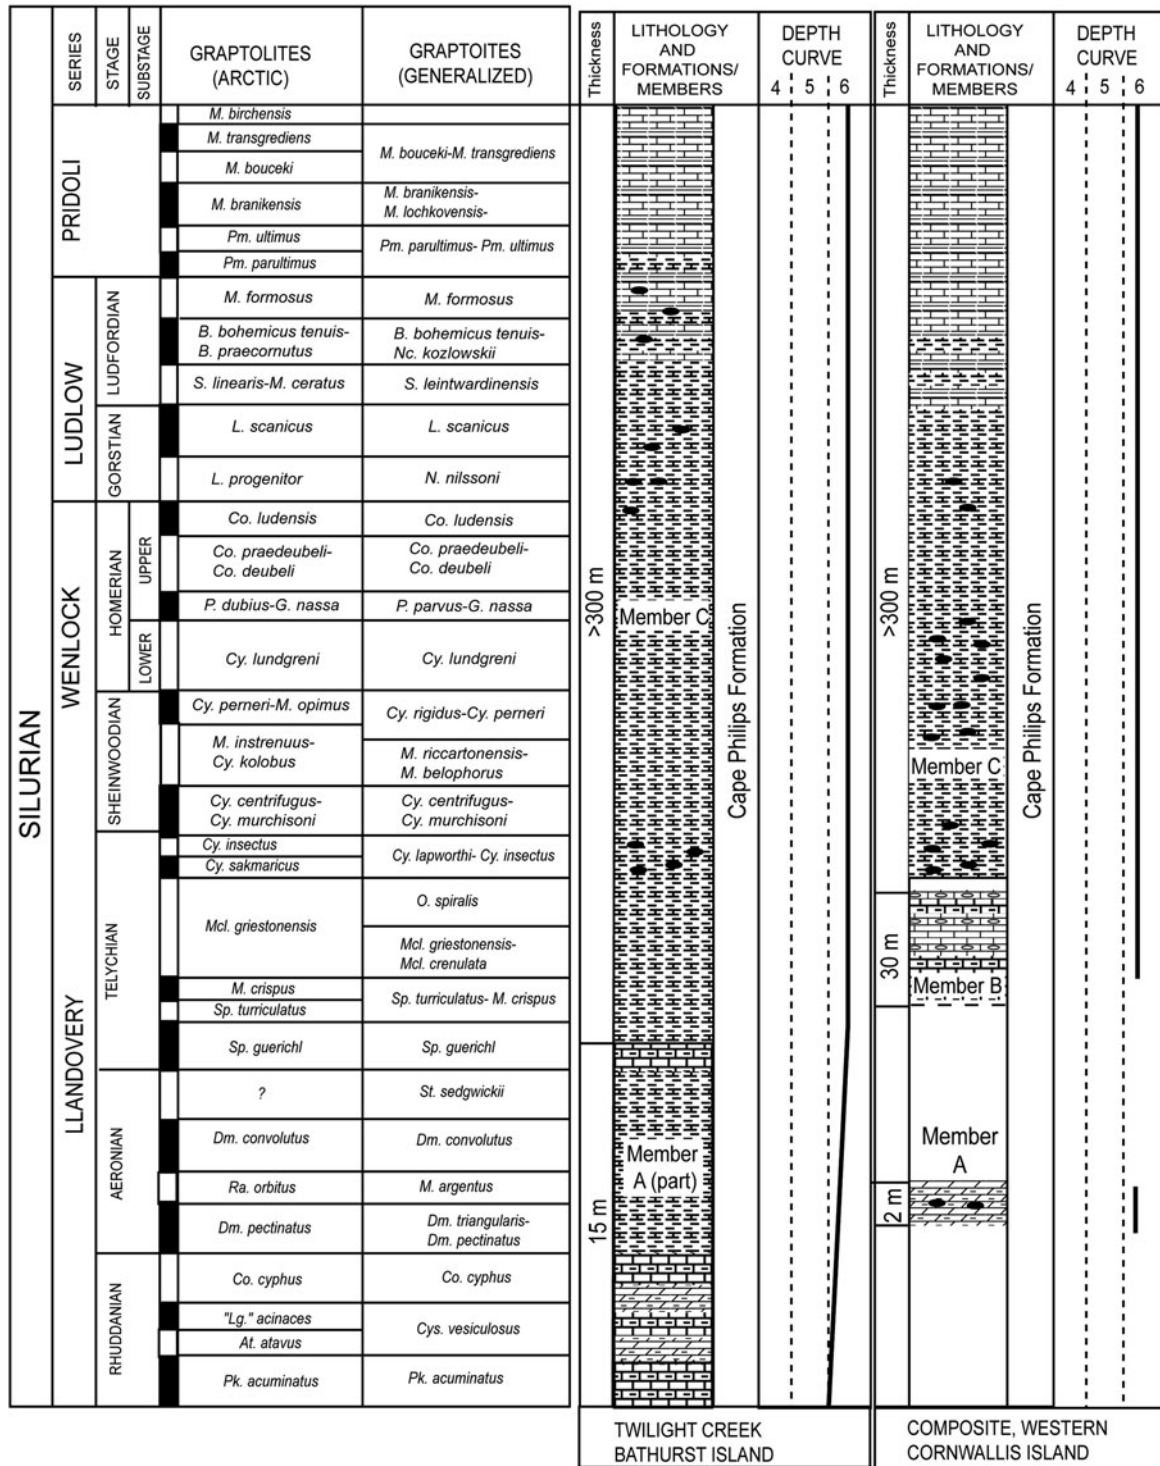 SERIES
STAGE
SUBSTAGE
GRAPTOLITES
(ARCTIC)
GRAPTOITES
(GENERALIZED)
Thickness
LITHOLOGY
AND
FORMATIONS/
MEMBERS
DEPTH
CURVE
4 5 6
Thickness
LITHOLOGY
AND
FORMATIONS/
MEMBERS
DEPTH
CURVE
4 5 6
SILURIAN
PRIDOLI
LUDLOW
WENLOCK
LLANDOVERY
LUDFORDIAN
GORSTIAN
HOMERIAN
SHEINWOODIAN
TELYCHIAN
AERONIAN
RHUDDANIAN
UPPER
LOWER
M. birchensis
M. transgrediens
M. bouceki
M. branikensis
Pm. ultimus
Pm. parultimus
M. formosus
B. bohemicus tenuis-
B. praecornutus
S. linearis-M. ceratus
L. scanicus
L. progenitor
Co. ludensis
Co. praedeubeli-
Co. deubeli
P. dubius-G. nassa
Cy. lundgreni
Cy. perneri-M. opimus
M. instrenuus-
Cy. kolobus
Cy. centrifugus-
Cy. murchisoni
Cy. insectus
Cy. sakmaricus
Mcl. griestonensis
M. crispus
Sp. turriculatus
Sp. guerichl
?
Dm. convolutus
Ra. orbitus
Dm. pectinatus
Co. cyphus
"Lg." acinaces
At. atavus
Pk. acuminatus
M. bouceki-M. transgrediens
M. branikensis-
M. lochkovensis-
Pm. parultimus- Pm. ultimus
M. formosus
B. bohemicus tenuis-
Nc. kozlowskii
S. leintwardinensis
L. scanicus
N. nilssoni
Co. ludensis
Co. praedeubeli-
Co. deubeli
P. parvus-G. nassa
Cy. lundgreni
Cy. rigidus-Cy. perneri
M. riccartonensis-
M. belophorus
Cy. centrifugus-
Cy. murchisoni
Cy. lapworthi- Cy. insectus
O. spiralis
Mcl. griestonensis-
Mcl. crenulata
Sp. turriculatus- M. crispus
Sp. guerichl
St. sedgwickii
Dm. convolutus
M. argentus
Dm. triangularis-
Dm. pectinatus
Co. cyphus
Cys. vesiculosus
Pk. acuminatus
>300 m
15 m
Member C
Member
A (part)
Cape Philips Formation
>300 m
30 m
2 m
Member C
Member B
Member
A
Cape Philips Formation
TWILIGHT CREEK
BATHURST ISLAND
COMPOSITE, WESTERN
CORNWALLIS ISLAND